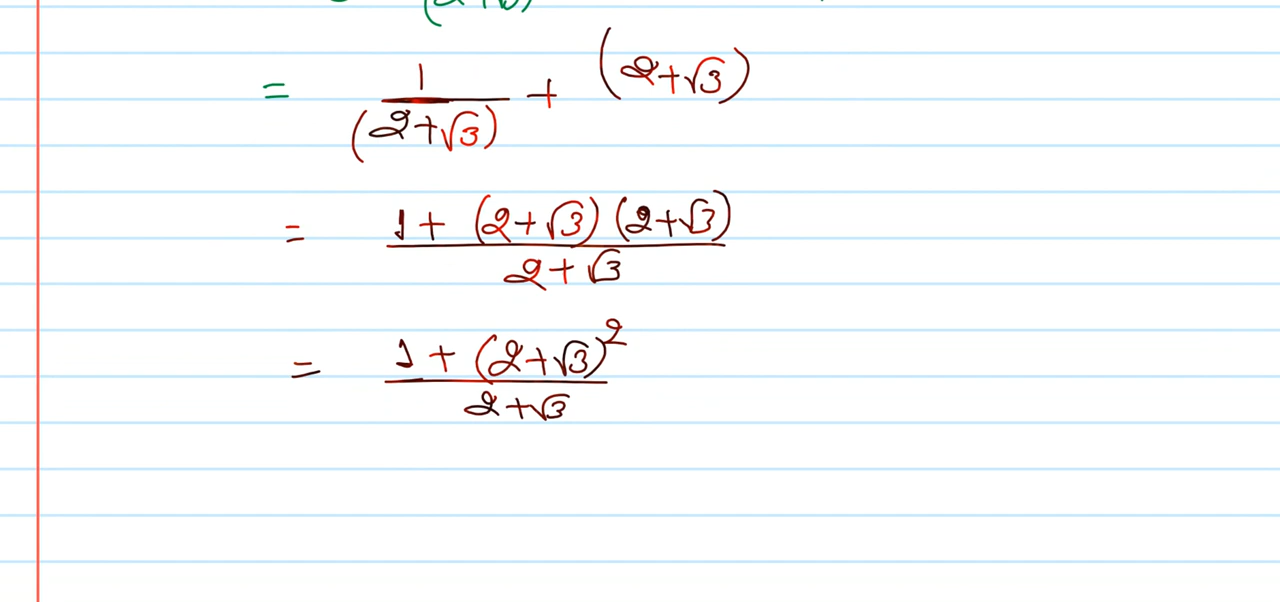 = 1/(2+√3) + (2+√3)
= (1 + (2+√3)(2+√3))/(2+√3)
= (1 + (2+√3)²)/(2+√3)